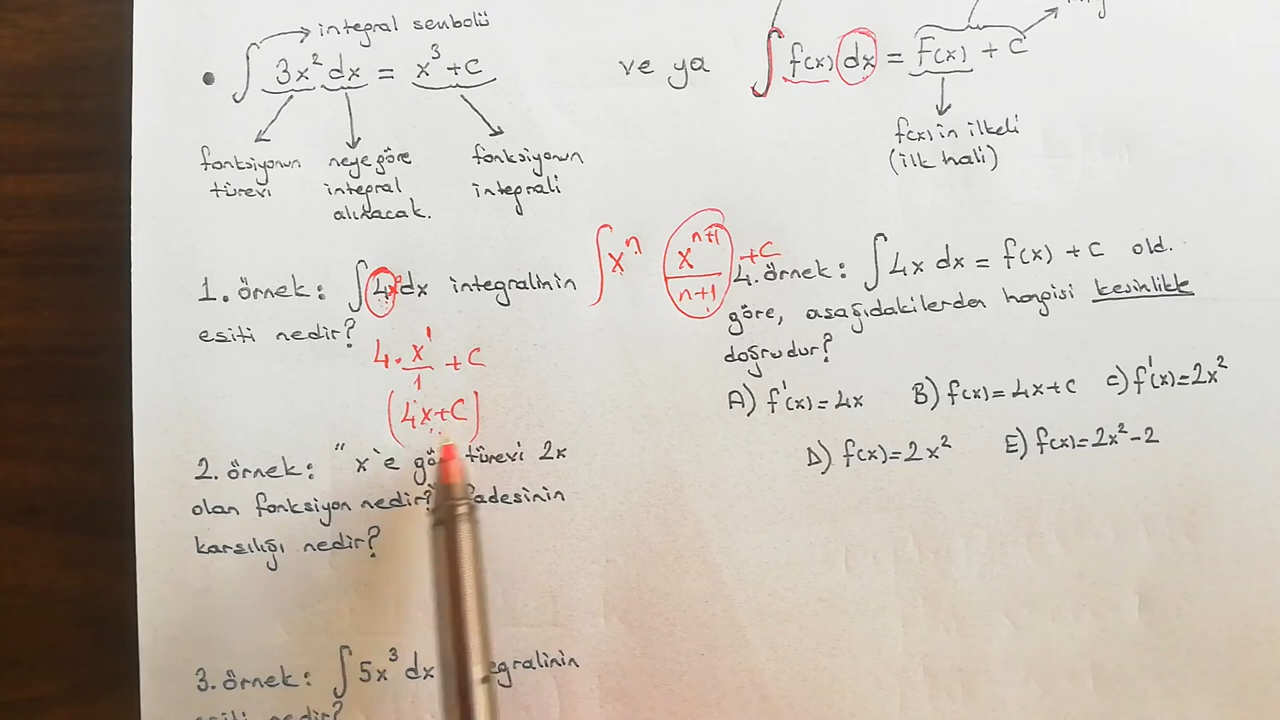 integral senbolü
• ∫ 3x² dx = x³ + C
fonksiyonun türevi
neye göre integral alınacak.
fonksiyonun integrali
ve ya ∫ f(x) dx = F(x) + C
f(x)in ilkeli
(ilk hali)
1. örnek: ∫ 4x⁰ dx integralinin
eşiti nedir?
4. x¹/1 + C
(4x+C)
∫ xⁿ xⁿ⁺¹/n+1 + C
2. örnek: " x'e türevi 2x
olan fonksiyon nedir?
karşılığı nedir?
3. örnek: ∫ 5x³ dx
4. örnek: ∫ 4x dx = f(x) + C old.
göre, aşağıdakilerden hangisi kesinlikle
doğrudur?
A) f'(x) = 4x B) f(x) = 4x + C C) f'(x) = 2x²
D) f(x) = 2x² E) f(x) = 2x² - 2